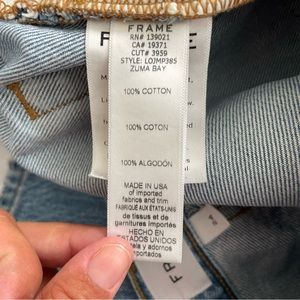 FRAME
RN# 139021
CA# 19371
CUT# 3959
STYLE: LOJMP385
ZUMA BAY
100% COTTON
100% COTON
100% ALGODÓN
MADE IN USA
of imported
fabrics and trim
FABRIQUÉ AUX ÉTATS-UNIS
de tissus et de
garnitures importés
HECHO EN
ESTADOS UNIDOS
tela y adornos
importados